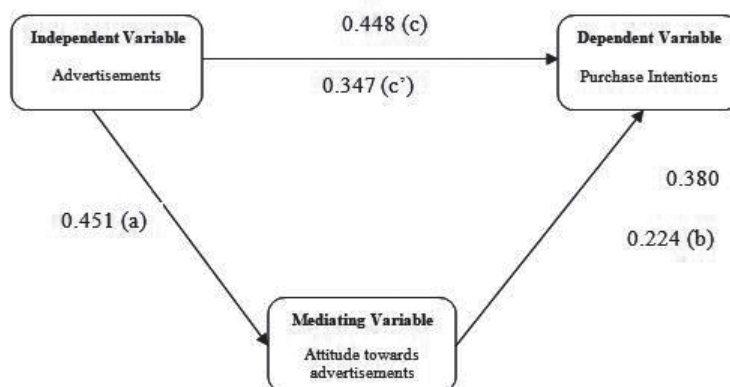 Independent Variable
Advertisements
0.448 (c)
0.347 (c’)
Dependent Variable
Purchase Intentions
0.451 (a)
0.380
0.224 (b)
Mediating Variable
Attitude towards
advertisements